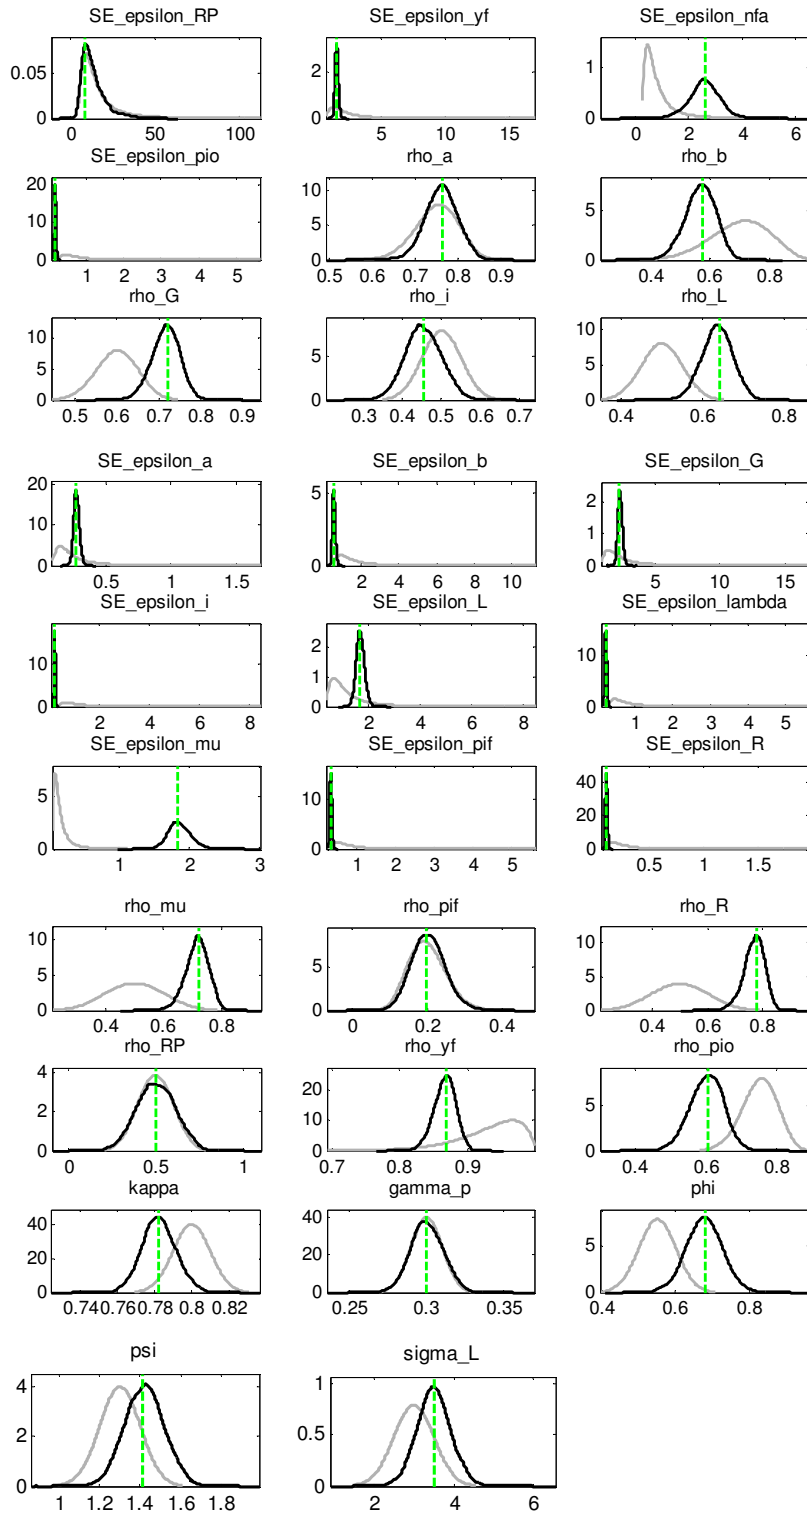 SE_epsilon_RP SE_epsilon_yf SE_epsilon_nfa
0.05
0
0 50 100
2
0
5 10 15
1
0
0 2 4 6
SE_epsilon_pio rho_a rho_b
20
10
0
1 2 3 4 5
10
5
0
0.5 0.6 0.7 0.8 0.9
5
0
0.4 0.6 0.8
rho_G rho_i rho_L
10
5
0
0.5 0.6 0.7 0.8 0.9
5
0
0.3 0.4 0.5 0.6 0.7
10
5
0
0.4 0.6 0.8
SE_epsilon_a SE_epsilon_b SE_epsilon_G
20
10
0
0.5 1 1.5
5
0
2 4 6 8 10
2
1
0
5 10 15
SE_epsilon_i SE_epsilon_L SE_epsilon_lambda
10
0
2 4 6 8
2
1
0
2 4 6 8
10
0
1 2 3 4 5
SE_epsilon_mu SE_epsilon_pif SE_epsilon_R
5
0
1 2 3
10
0
1 2 3 4 5
40
20
0
0.5 1 1.5
rho_mu rho_pif rho_R
10
5
0
0.4 0.6 0.8
5
0
0 0.2 0.4
10
5
0
0.4 0.6 0.8
rho_RP rho_yf rho_pio
4
2
0
0 0.5 1
20
10
0
0.7 0.8 0.9
5
0
0.4 0.6 0.8
kappa gamma_p phi
40
20
0
0.74 0.76 0.78 0.8 0.82
40
20
0
0.25 0.3 0.35
5
0
0.4 0.6 0.8
psi sigma_L
4
2
0
1 1.2 1.4 1.6 1.8
1
0.5
0
2 4 6